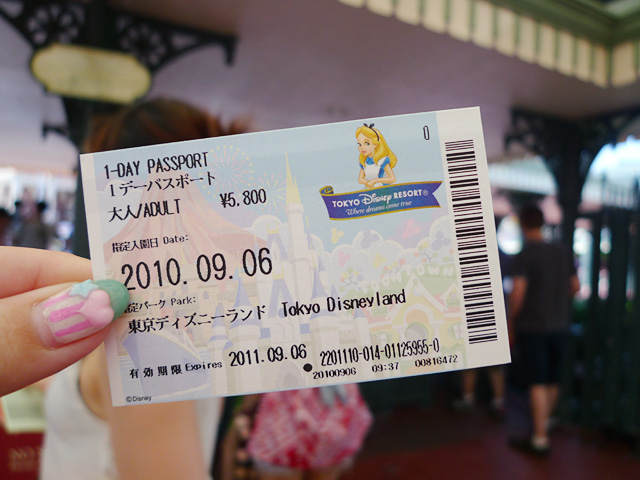 1-DAY PASSPORT
1デーパスポート
大人/ADULT ¥5,800
0
TOKYO Disney RESORT®
Where dreams come true
指定入園日 Date:
2010.09.06
指定パーク Park:
東京ディズニーランド Tokyo Disneyland
有効期限 Expires 2011.09.06 2201110-014-01125955-0
20100906 09:37 00816472
©Disney